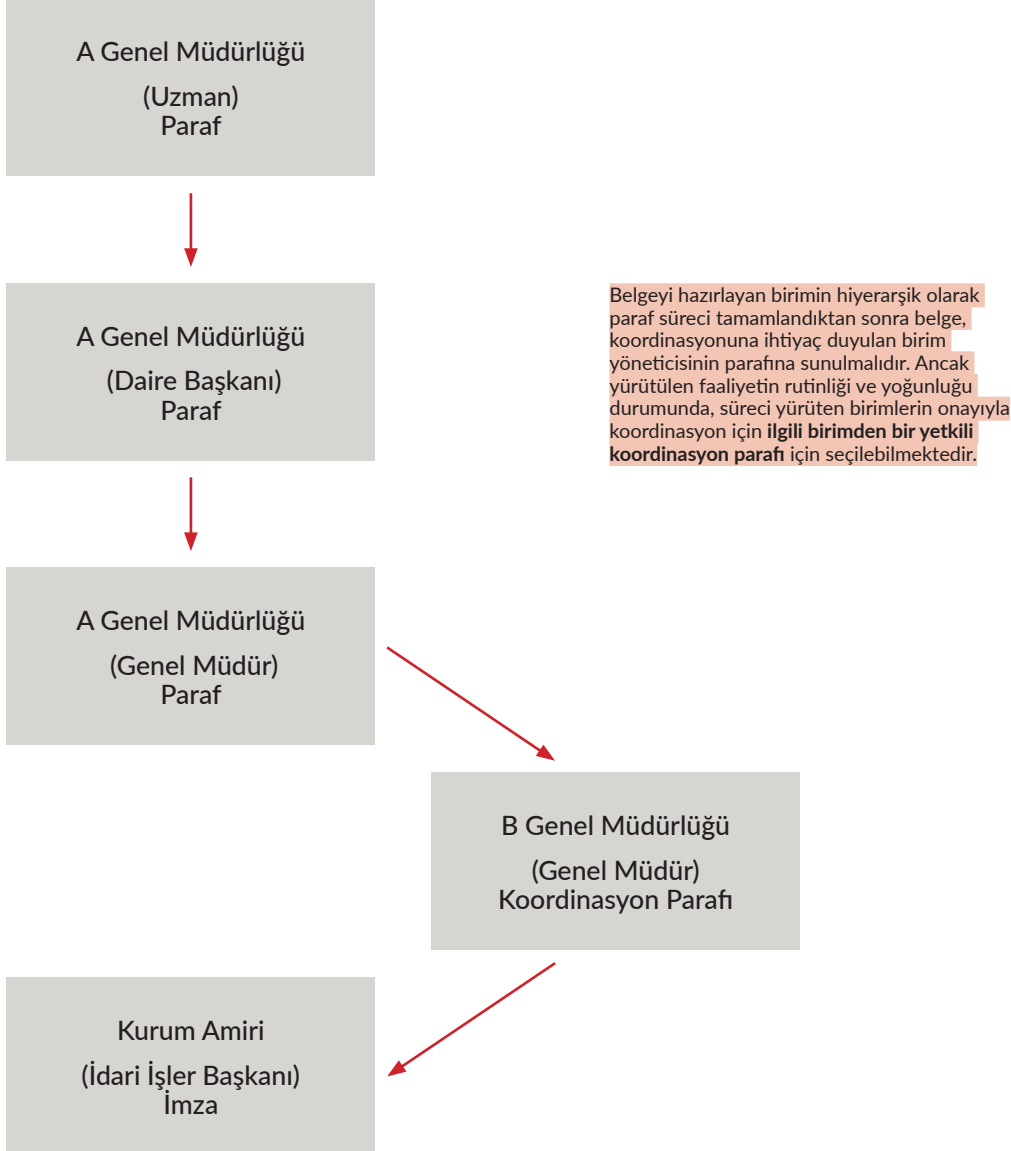 A Genel Müdürlüğü
(Uzman)
Paraf
A Genel Müdürlüğü
(Daire Başkanı)
Paraf
Belgeyi hazırlayan birimin hiyerarşik olarak
paraf süreci tamamlandıktan sonra belge,
koordinasyonuna ihtiyaç duyulan birim
yöneticisinin parafına sunulmalıdır. Ancak
yürütülen faaliyetin rutinliği ve yoğunluğu
durumunda, süreci yürüten birimlerin onayıyla
koordinasyon için ilgili birimden bir yetkili
koordinasyon parafı için seçilebilmektedir.
A Genel Müdürlüğü
(Genel Müdür)
Paraf
B Genel Müdürlüğü
(Genel Müdür)
Koordinasyon Parafı
Kurum Amiri
(İdari İşler Başkanı)
İmza